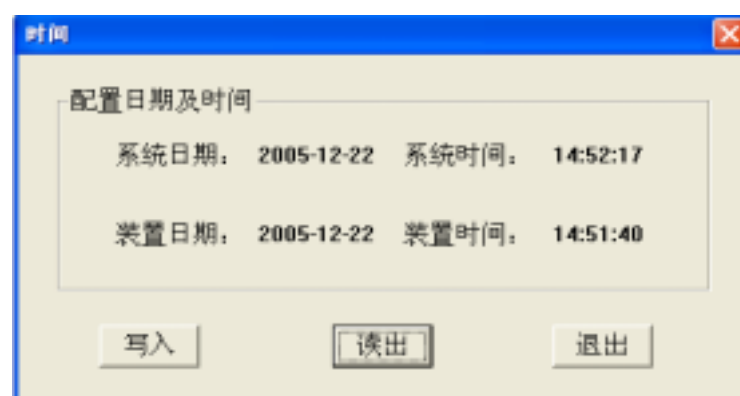 时间
配置日期及时间
系统日期： 2005-12-22 系统时间： 14:52:17
装置日期： 2005-12-22 装置时间： 14:51:40
写入 读出 退出